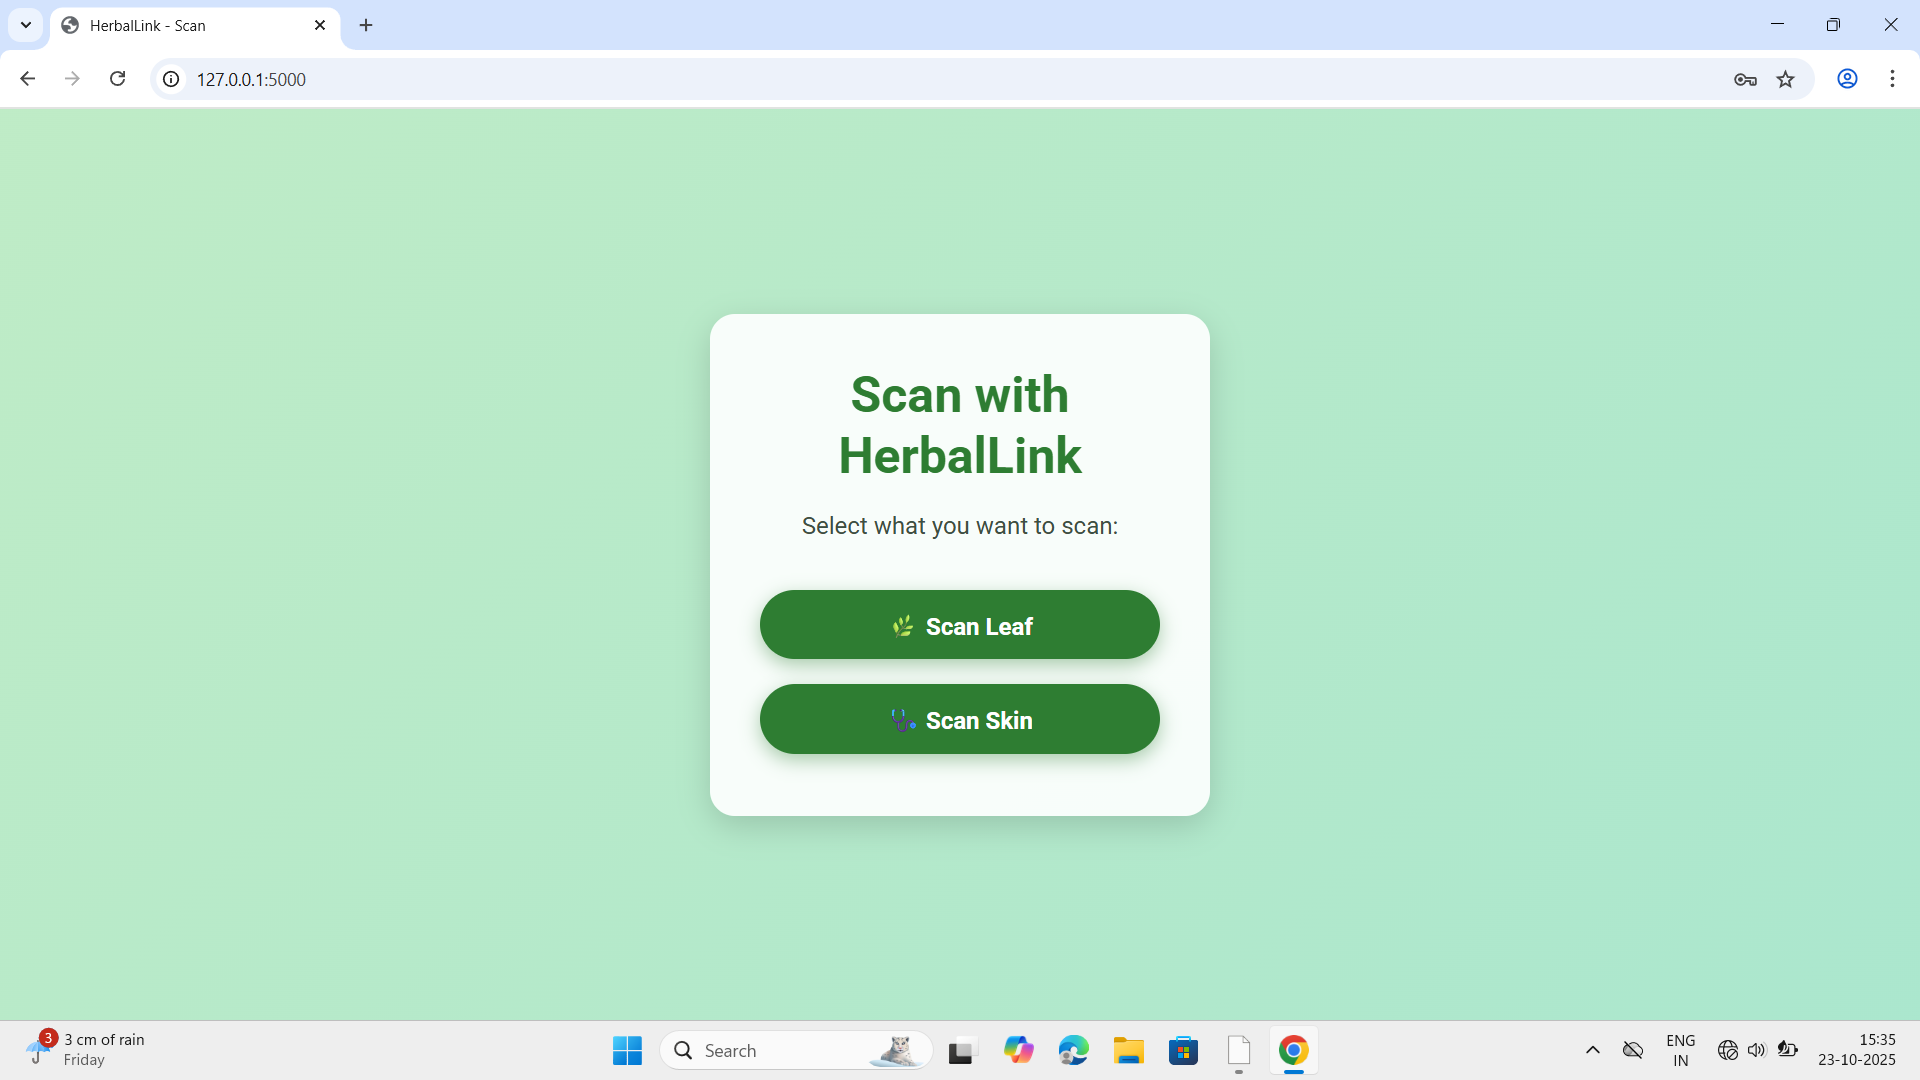 HerbalLink - Scan
127.0.0.1:5000
Scan with
HerbalLink
Select what you want to scan:
Scan Leaf
Scan Skin
3
3 cm of rain
Friday
Search
ENG
IN
15:35
23-10-2025